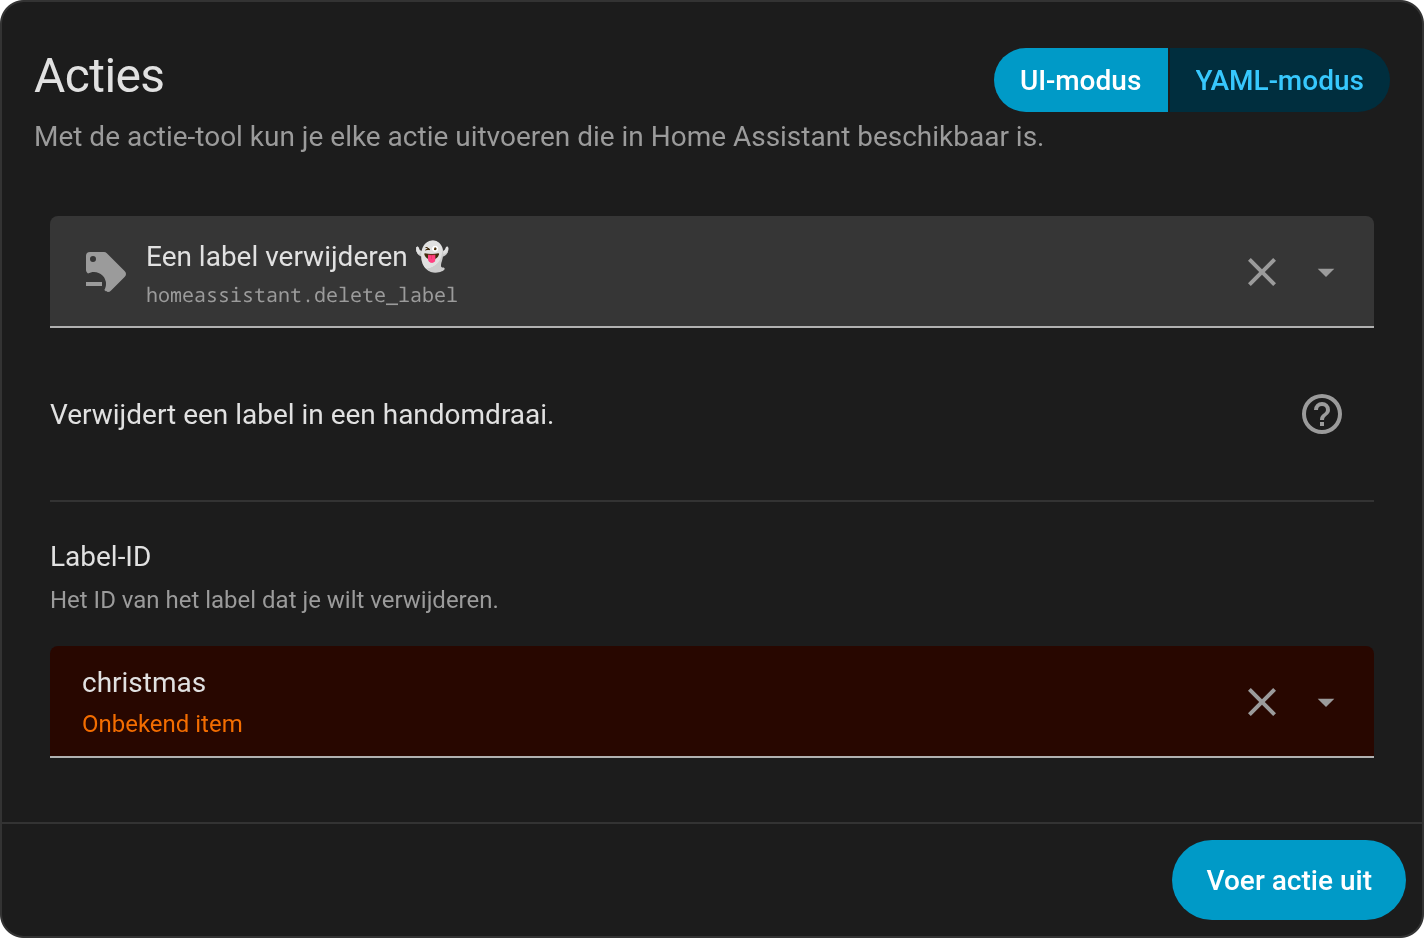 Acties
UI-modus
YAML-modus
Met de actie-tool kun je elke actie uitvoeren die in Home Assistant beschikbaar is.
Een label verwijderen 👻
homeassistant.delete_label
Verwijdert een label in een handomdraai.
Label-ID
Het ID van het label dat je wilt verwijderen.
christmas
Onbekend item
Voer actie uit